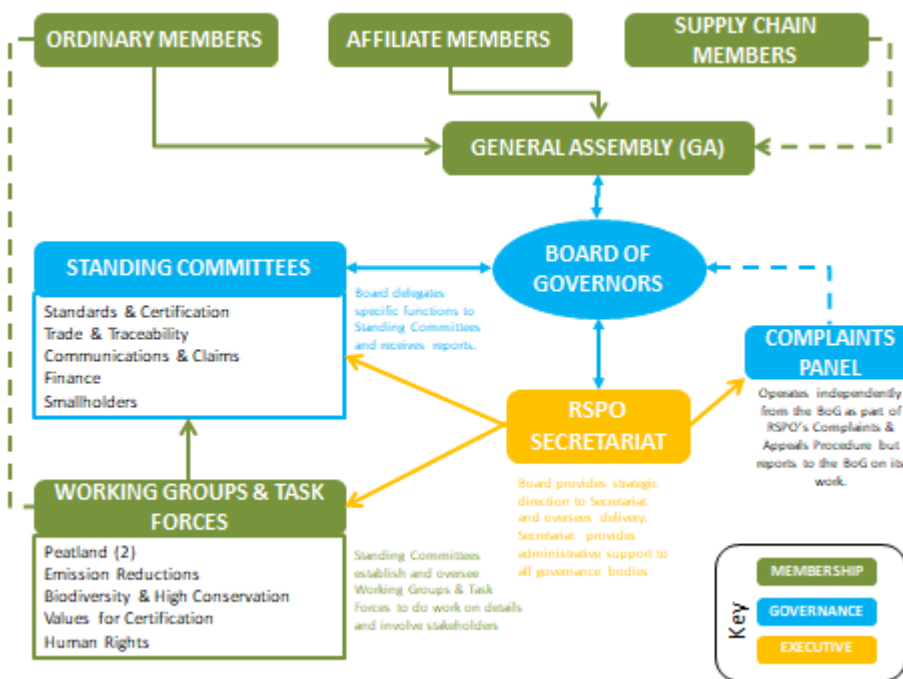 ORDINARY MEMBERS
AFFILIATE MEMBERS
SUPPLY CHAIN
MEMBERS
GENERAL ASSEMBLY (GA)
BOARD OF
GOVERNORS
STANDING COMMITTEES
Standards & Certification
Trade & Traceability
Communications & Claims
Finance
Smallholders
Board delegates
specific functions to
Standing Committees
and receives reports.
COMPLAINTS
PANEL
Operates independently
from the BoG as part of
RSPO's Complaints &
Appeals Procedure but
reports to the BoG on its
work.
RSPO
SECRETARIAT
Board provides strategic
direction to Secretariat
and oversees delivery.
Secretariat provides
administrative support to
all governance bodies
WORKING GROUPS & TASK
FORCES
Peatland (2)
Emission Reductions
Biodiversity & High Conservation
Values for Certification
Human Rights
Standing Committees
establish and oversee
Working Groups & Task
Forces to do work on details
and involve stakeholders
Key
MEMBERSHIP
GOVERNANCE
EXECUTIVE